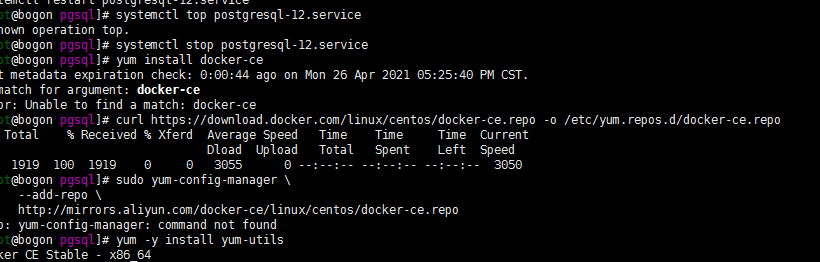 temctl restart postgresql-12.service
ot@bogon pgsql]# systemctl top postgresql-12.service
nown operation top.
ot@bogon pgsql]# systemctl stop postgresql-12.service
ot@bogon pgsql]# yum install docker-ce
t metadata expiration check: 0:00:44 ago on Mon 26 Apr 2021 05:25:40 PM CST.
match for argument: docker-ce
or: Unable to find a match: docker-ce
ot@bogon pgsql]# curl https://download.docker.com/linux/centos/docker-ce.repo -o /etc/yum.repos.d/docker-ce.repo
Total % Received % Xferd Average Speed Time Time Time Current
Dload Upload Total Spent Left Speed
1919 100 1919 0 0 3055 0 --:--:-- --:--:-- --:--:-- 3050
ot@bogon pgsql]# sudo yum-config-manager \
--add-repo \
http://mirrors.aliyun.com/docker-ce/linux/centos/docker-ce.repo
o: yum-config-manager: command not found
ot@bogon pgsql]# yum -y install yum-utils
ker CE Stable - x86_64